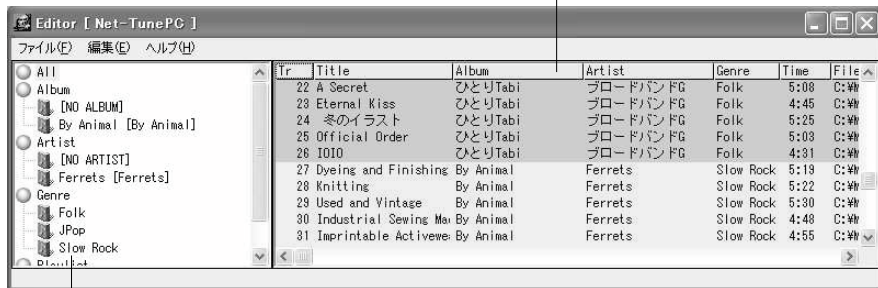 Editor [ Net-TunePC ]
ファイル(F) 編集(E) ヘルプ(H)
All
Album
[NO ALBUM]
By Animal [By Animal]
Artist
[NO ARTIST]
Ferrets [Ferrets]
Genre
Folk
JPop
Slow Rock
Playlist
Tr Title Album Artist Genre Time File
22 A Secret ひとりTabi ブロードバンドG Folk 5:08 C:¥M
23 Eternal Kiss ひとりTabi ブロードバンドG Folk 4:45 C:¥M
24 冬のイラスト ひとりTabi ブロードバンドG Folk 5:25 C:¥M
25 Official Order ひとりTabi ブロードバンドG Folk 5:03 C:¥M
26 IOIO ひとりTabi ブロードバンドG Folk 4:31 C:¥M
27 Dyeing and Finishing By Animal Ferrets Slow Rock 5:19 C:¥M
28 Knitting By Animal Ferrets Slow Rock 5:22 C:¥M
29 Used and Vintage By Animal Ferrets Slow Rock 5:30 C:¥M
30 Industrial Sewing Ma By Animal Ferrets Slow Rock 4:48 C:¥M
31 Imprintable Activewe By Animal Ferrets Slow Rock 4:55 C:¥M